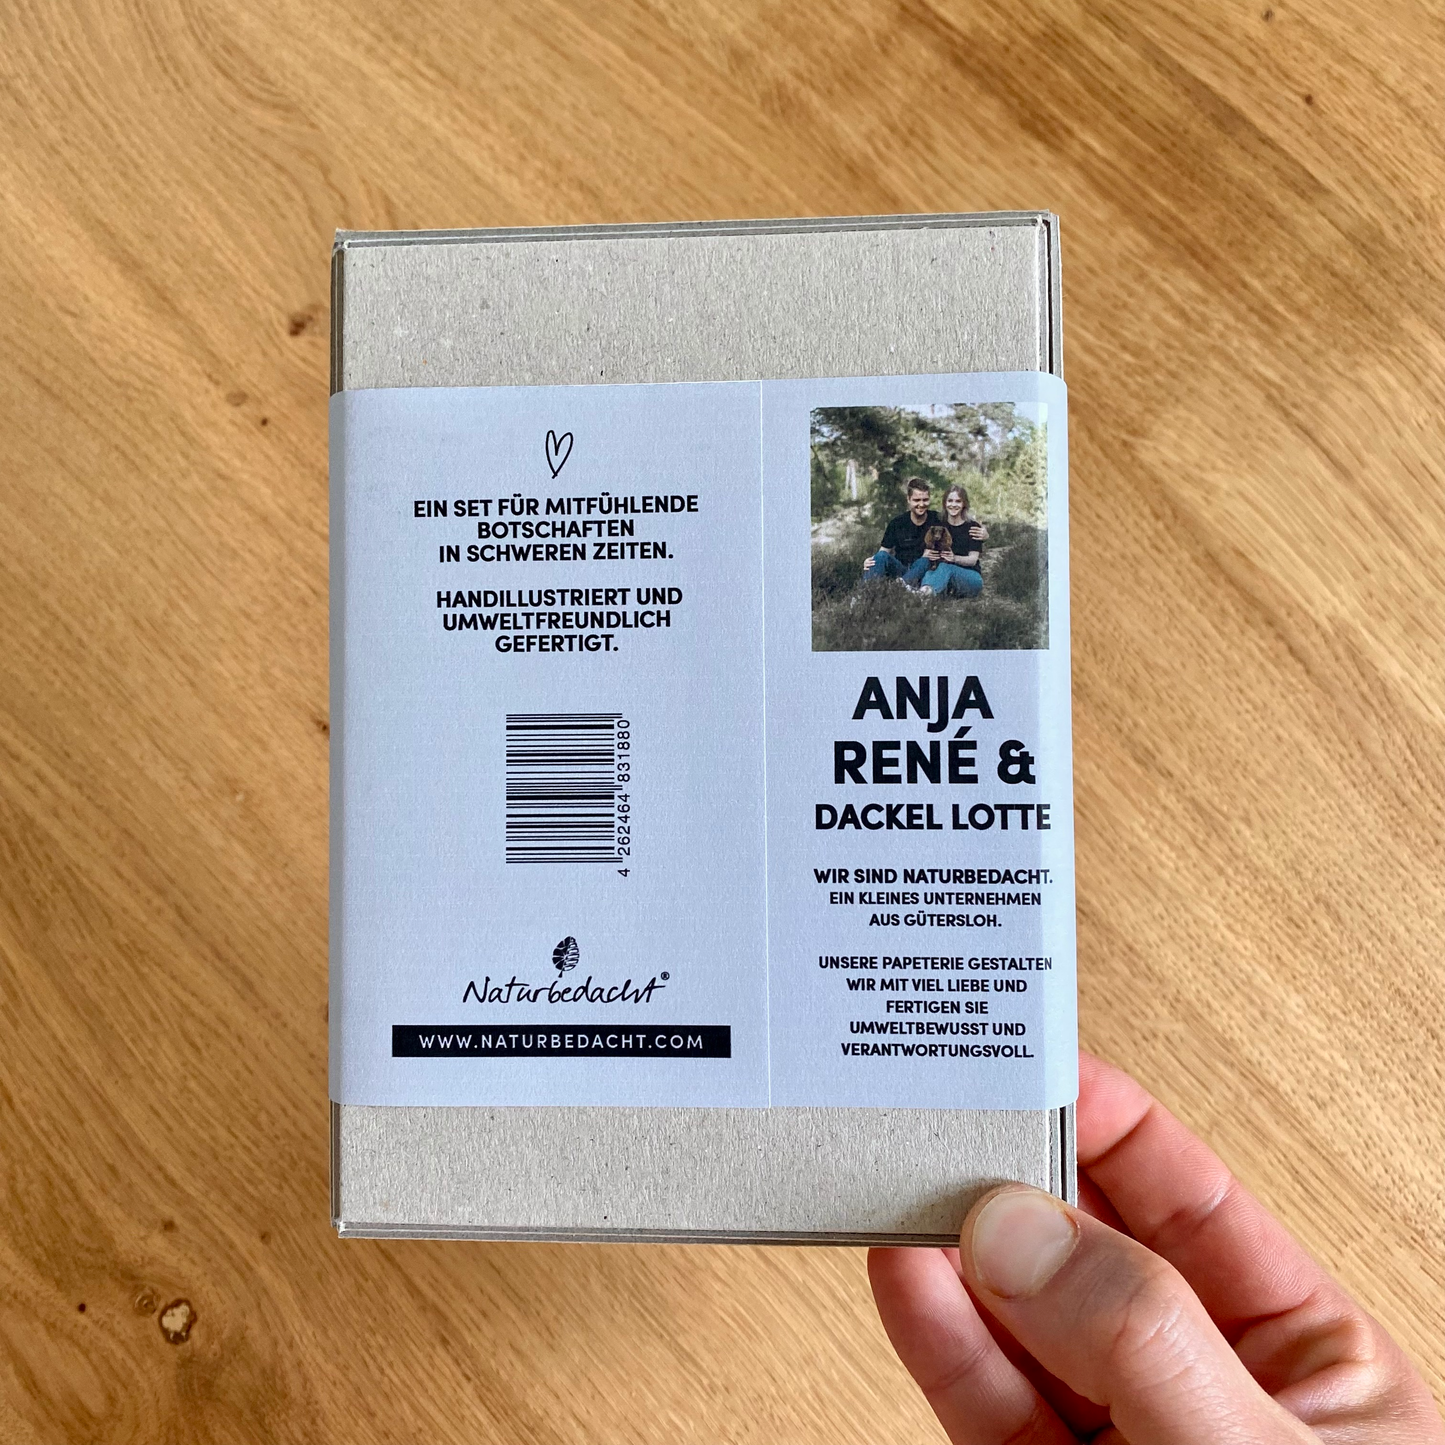 EIN SET FÜR MITFÜHLENDE
BOTSCHAFTEN
IN SCHWEREN ZEITEN.
HANDILLUSTRIERT UND
UMWELTFREUNDLICH
GEFERTIGT.
4 262464 831880
Naturbedacht®
WWW.NATURBEDACHT.COM
ANJA
RENÉ &
DACKEL LOTTE
WIR SIND NATURBEDACHT.
EIN KLEINES UNTERNEHMEN
AUS GÜTERSLOH.
UNSERE PAPETERIE GESTALTEN
WIR MIT VIEL LIEBE UND
FERTIGEN SIE
UMWELTBEWUSST UND
VERANTWORTUNGSVOLL.